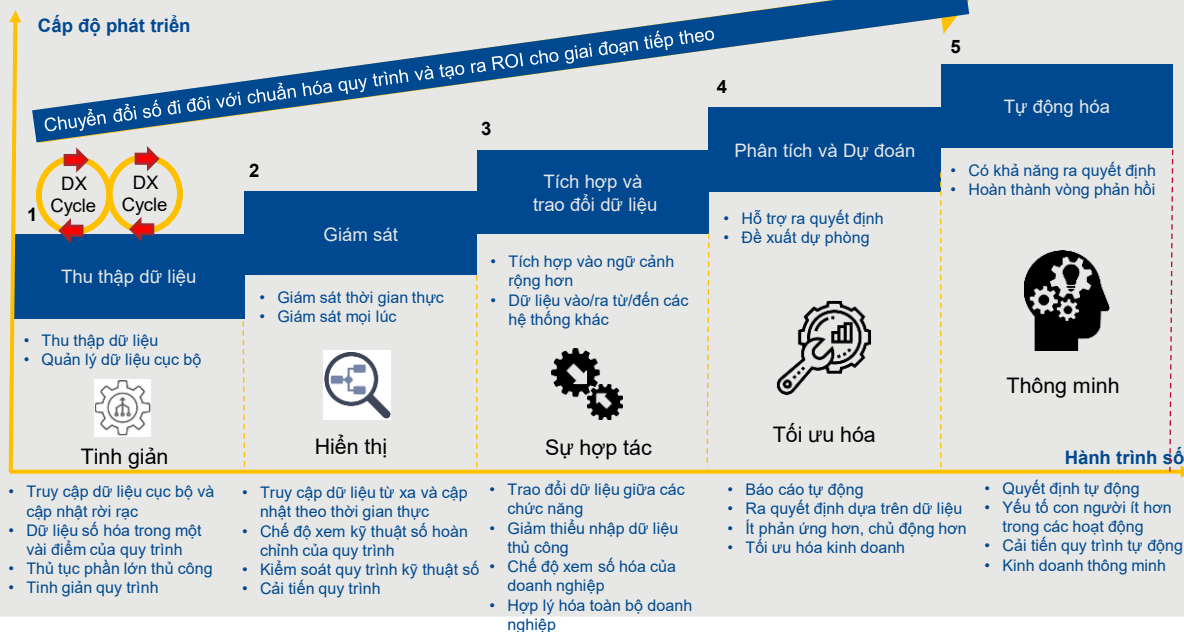 Cấp độ phát triển
Chuyển đổi số đi đôi với chuẩn hóa quy trình và tạo ra ROI cho giai đoạn tiếp theo
DX
Cycle
DX
Cycle
1
Thu thập dữ liệu
• Thu thập dữ liệu
• Quản lý dữ liệu cục bộ
Tinh giản
• Truy cập dữ liệu cục bộ và
cập nhật rời rạc
• Dữ liệu số hóa trong một
vài điểm của quy trình
• Thủ tục phần lớn thủ công
• Tinh giản quy trình
2
Giám sát
• Giám sát thời gian thực
• Giám sát mọi lúc
Hiển thị
• Truy cập dữ liệu từ xa và cập
nhật theo thời gian thực
• Chế độ xem kỹ thuật số hoàn
chỉnh của quy trình
• Kiểm soát quy trình kỹ thuật số
• Cải tiến quy trình
3
Tích hợp và
trao đổi dữ liệu
• Tích hợp vào ngữ cảnh
rộng hơn
• Dữ liệu vào/ra từ/đến các
hệ thống khác
Sự hợp tác
• Trao đổi dữ liệu giữa các
chức năng
• Giảm thiểu nhập dữ liệu
thủ công
• Chế độ xem số hóa của
doanh nghiệp
• Hợp lý hóa toàn bộ doanh
nghiệp
4
Phân tích và Dự đoán
• Hỗ trợ ra quyết định
• Đề xuất dự phòng
Tối ưu hóa
• Báo cáo tự động
• Ra quyết định dựa trên dữ liệu
• Ít phản ứng hơn, chủ động hơn
• Tối ưu hóa kinh doanh
5
Tự động hóa
• Có khả năng ra quyết định
• Hoàn thành vòng phản hồi
Thông minh
Hành trình số
• Quyết định tự động
• Yếu tố con người ít hơn
trong các hoạt động
• Cải tiến quy trình tự động
• Kinh doanh thông minh